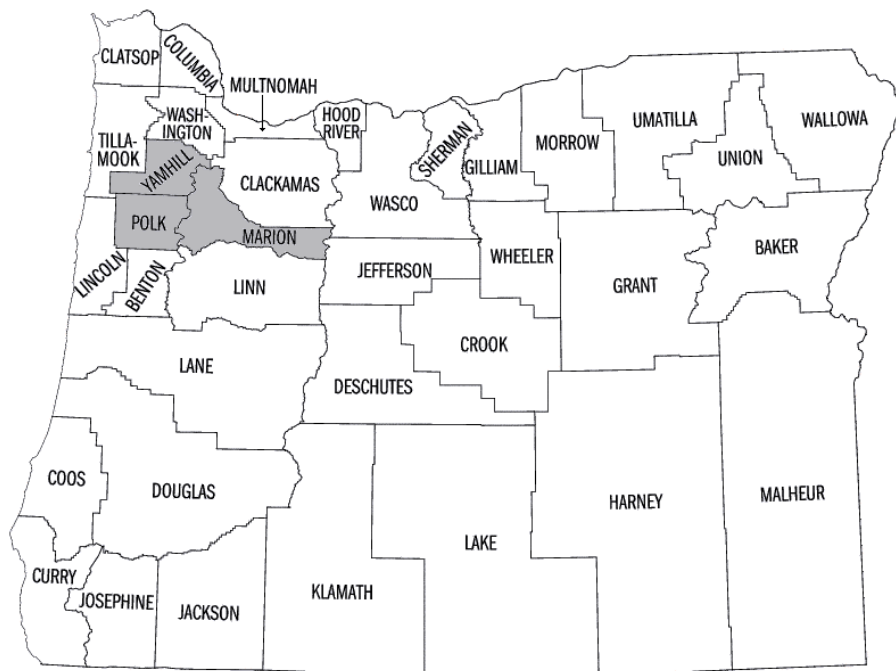 CLATSOP
COLUMBIA
MULTNOMAH
WASH-
INGTON
HOOD
RIVER
TILLA-
MOOK
YAMHILL
CLACKAMAS
WASCO
SHERMAN
GILLIAM
MORROW
UMATILLA
UNION
WALLOWA
POLK
MARION
LINCOLN
BENTON
LINN
JEFFERSON
WHEELER
GRANT
BAKER
LANE
CROOK
DESCHUTES
COOS
DOUGLAS
HARNEY
MALHEUR
LAKE
KLAMATH
CURRY
JOSEPHINE
JACKSON